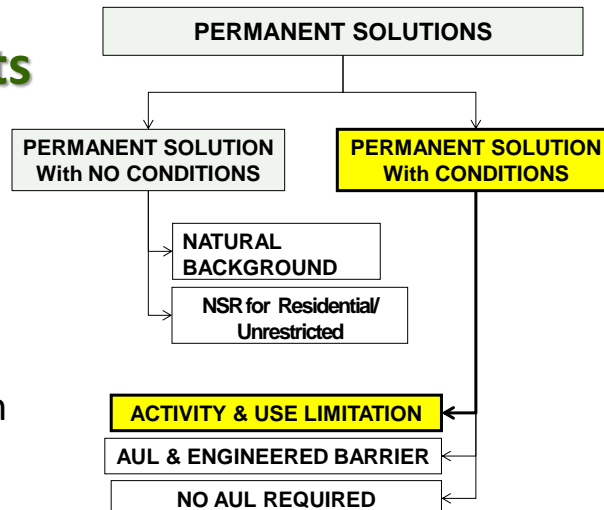 PERMANENT SOLUTIONS
ts
PERMANENT SOLUTION
With NO CONDITIONS
PERMANENT SOLUTION
With CONDITIONS
NATURAL
BACKGROUND
NSR for Residential/
Unrestricted
n
ACTIVITY & USE LIMITATION
AUL & ENGINEERED BARRIER
NO AUL REQUIRED